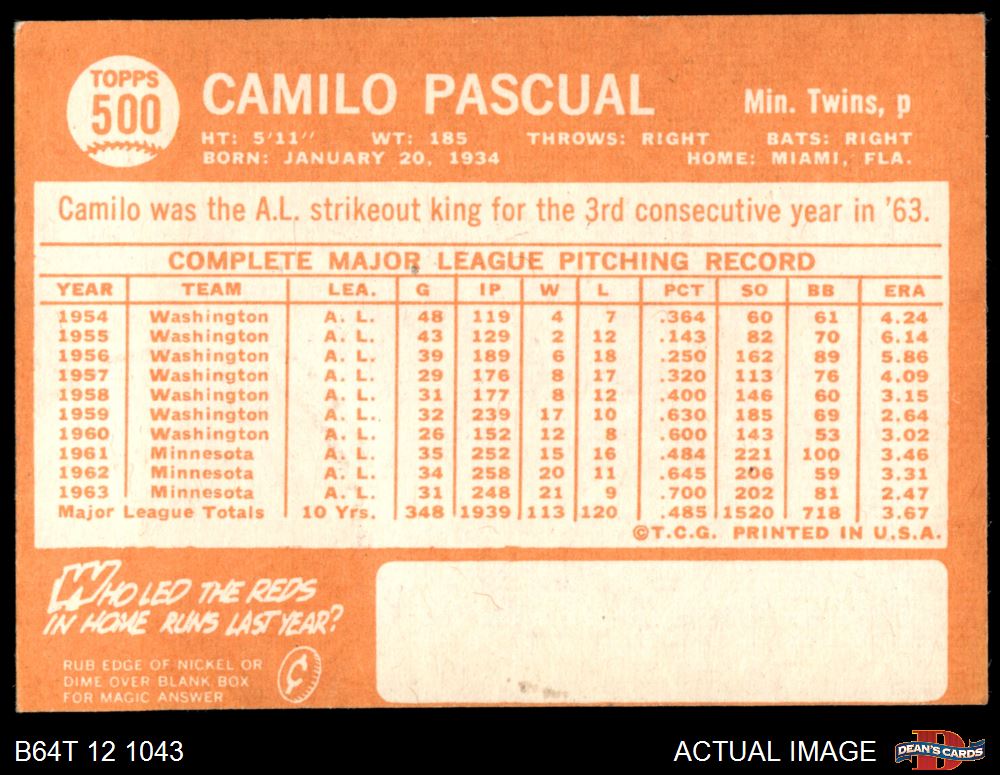 TOPPS
500
CAMILO PASCUAL
Min. Twins, p
HT: 5'11" WT: 185 THROWS: RIGHT BATS: RIGHT
BORN: JANUARY 20, 1934 HOME: MIAMI, FLA.
Camilo was the A.L. strikeout king for the 3rd consecutive year in '63.
COMPLETE MAJOR LEAGUE PITCHING RECORD
YEAR TEAM LEA. G IP W L PCT SO BB ERA
1954 Washington A. L. 48 119 4 7 .364 60 61 4.24
1955 Washington A. L. 43 129 2 12 .143 82 70 6.14
1956 Washington A. L. 39 189 6 18 .250 162 89 5.86
1957 Washington A. L. 29 176 8 17 .320 113 76 4.09
1958 Washington A. L. 31 177 8 12 .400 146 60 3.15
1959 Washington A. L. 32 239 17 10 .630 185 69 2.64
1960 Washington A. L. 26 152 12 8 .600 143 53 3.02
1961 Minnesota A. L. 35 252 15 16 .484 221 100 3.46
1962 Minnesota A. L. 34 258 20 11 .645 206 59 3.31
1963 Minnesota A. L. 31 248 21 9 .700 202 81 2.47
Major League Totals 10 Yrs. 348 1939 113 120 .485 1520 718 3.67
©T.C.G. PRINTED IN U.S.A.
WHO LED THE REDS
IN HOME RUNS LAST YEAR?
RUB EDGE OF NICKEL OR
DIME OVER BLANK BOX
FOR MAGIC ANSWER
¢
B64T 12 1043
ACTUAL IMAGE
D
DEAN'S CARDS